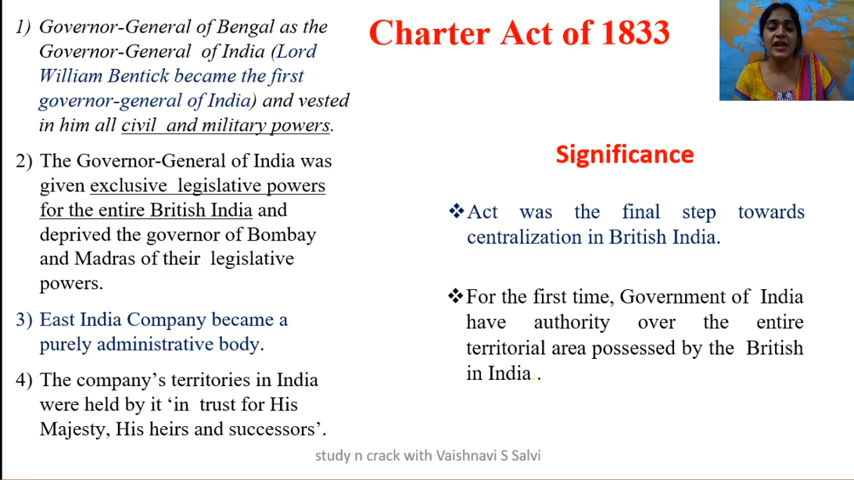 Charter Act of 1833
1) Governor-General of Bengal as the
Governor-General of India (Lord
William Bentick became the first
governor-general of India) and vested
in him all civil and military powers.
2) The Governor-General of India was
given exclusive legislative powers
for the entire British India and
deprived the governor of Bombay
and Madras of their legislative
powers.
3) East India Company became a
purely administrative body.
4) The company's territories in India
were held by it ‘in trust for His
Majesty, His heirs and successors’.
Significance
❖Act was the final step towards
centralization in British India.
❖For the first time, Government of India
have authority over the entire
territorial area possessed by the British
in India..
study n crack with Vaishnavi S Salvi